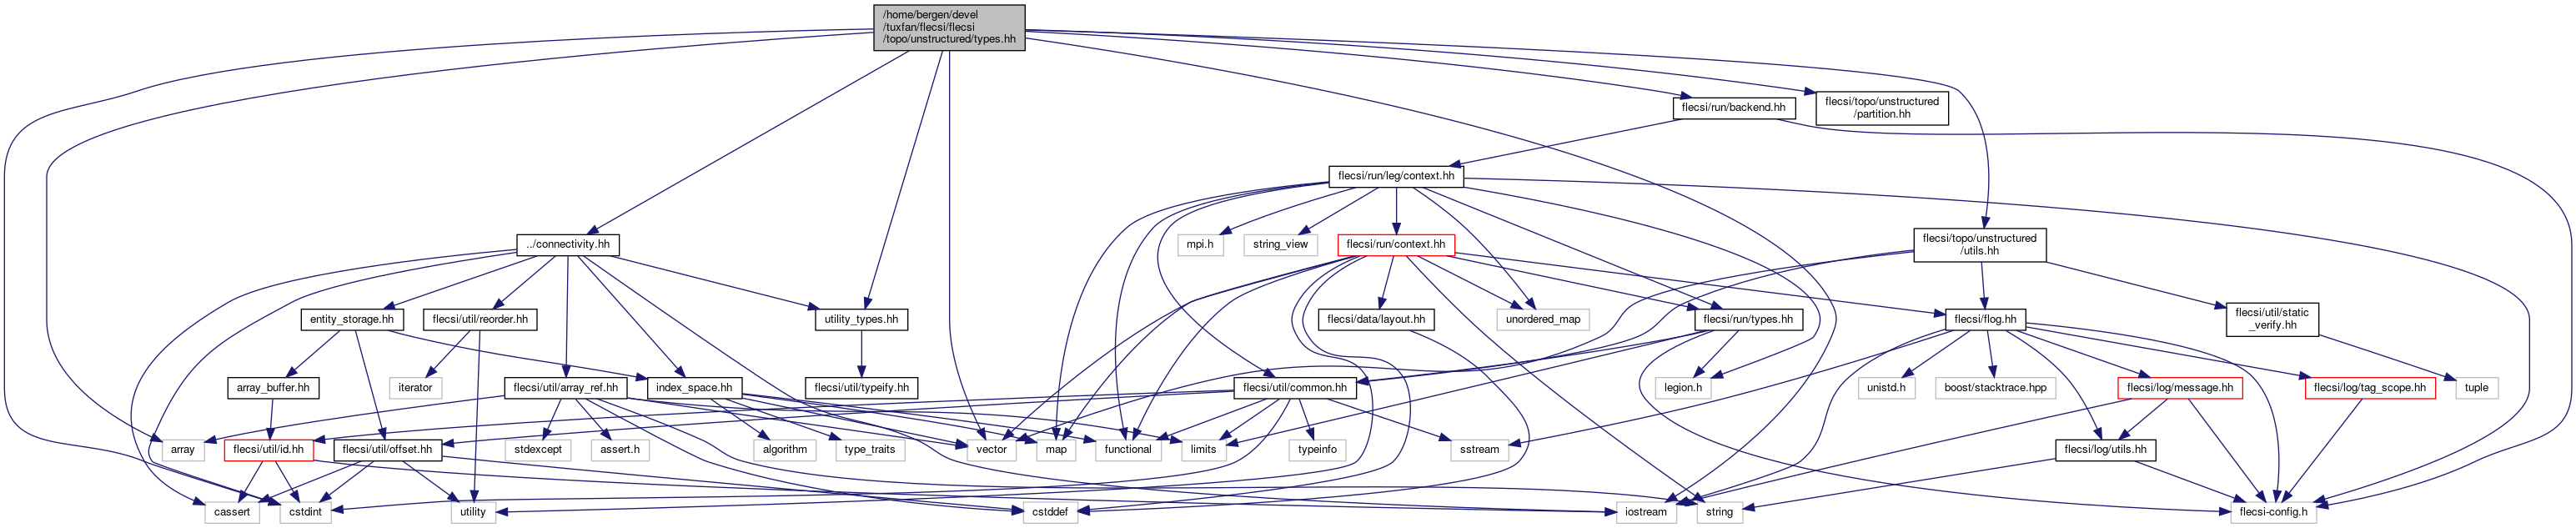 /home/bergen/devel
/tuxfan/flecsi/flecsi
/topo/unstructured/types.hh
flecsi/run/backend.hh
flecsi/topo/unstructured
/partition.hh
flecsi/run/leg/context.hh
../connectivity.hh
mpi.h
string_view
flecsi/run/context.hh
flecsi/topo/unstructured
/utils.hh
entity_storage.hh
flecsi/util/reorder.hh
utility_types.hh
flecsi/data/layout.hh
unordered_map
flecsi/run/types.hh
flecsi/flog.hh
flecsi/util/static
_verify.hh
array_buffer.hh
iterator
flecsi/util/array_ref.hh
index_space.hh
flecsi/util/typeify.hh
flecsi/util/common.hh
legion.h
unistd.h
boost/stacktrace.hpp
flecsi/log/message.hh
flecsi/log/tag_scope.hh
tuple
array
flecsi/util/id.hh
flecsi/util/offset.hh
stdexcept
assert.h
algorithm
type_traits
vector
map
functional
limits
typeinfo
sstream
flecsi/log/utils.hh
cassert
cstdint
utility
cstddef
iostream
string
flecsi-config.h